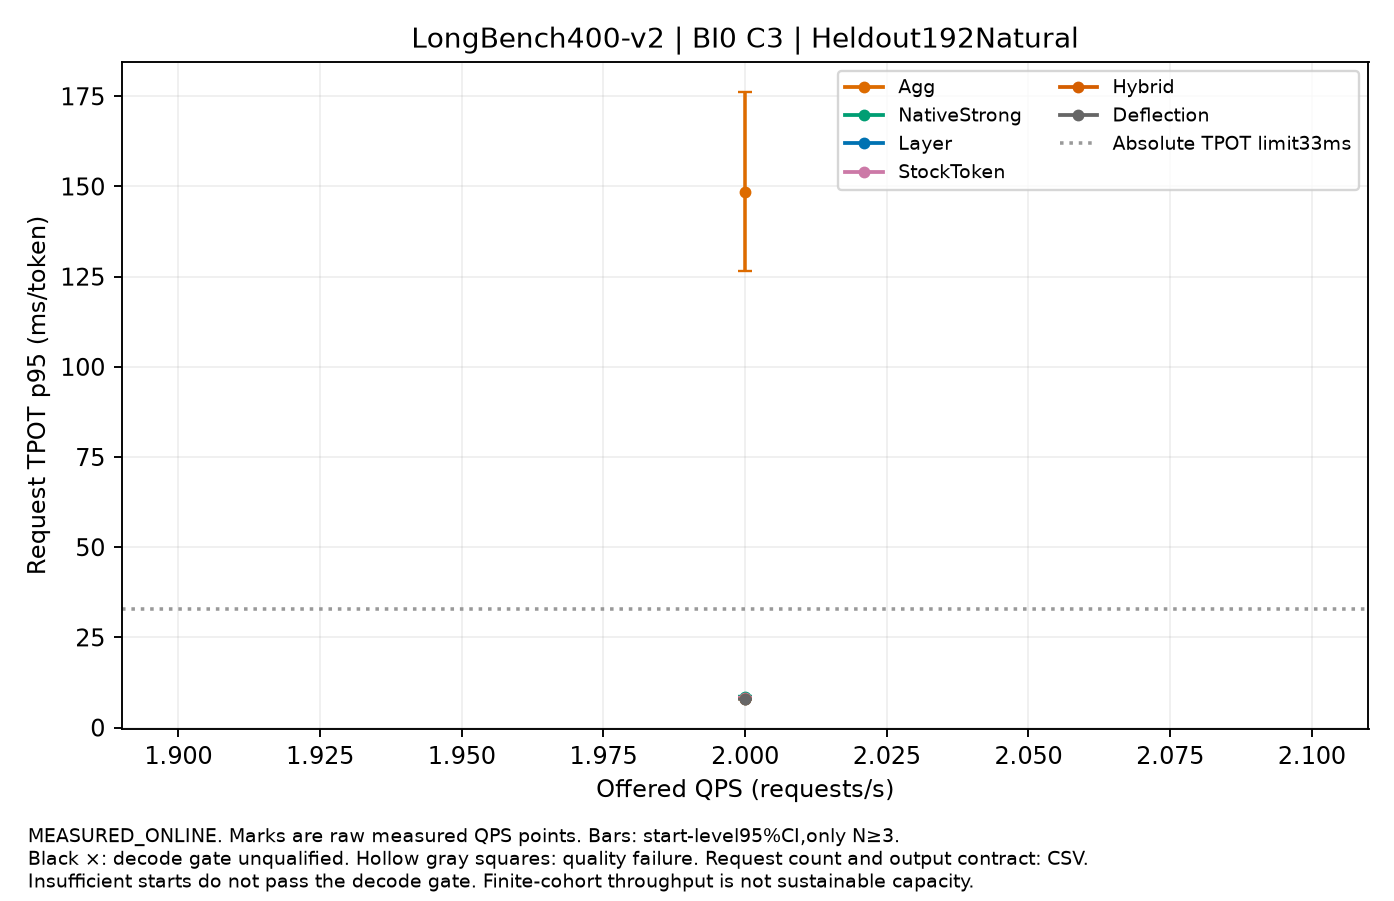 LongBench400-v2 | BI0 C3 | Heldout192Natural
Agg
NativeStrong
Layer
StockToken
Hybrid
Deflection
Absolute TPOT limit33ms
Request TPOT p95 (ms/token)
175
150
125
100
75
50
25
0
1.900 1.925 1.950 1.975 2.000 2.025 2.050 2.075 2.100
Offered QPS (requests/s)
MEASURED_ONLINE. Marks are raw measured QPS points. Bars: start-level95%CI,only N≥3.
Black ×: decode gate unqualified. Hollow gray squares: quality failure. Request count and output contract: CSV.
Insufficient starts do not pass the decode gate. Finite-cohort throughput is not sustainable capacity.